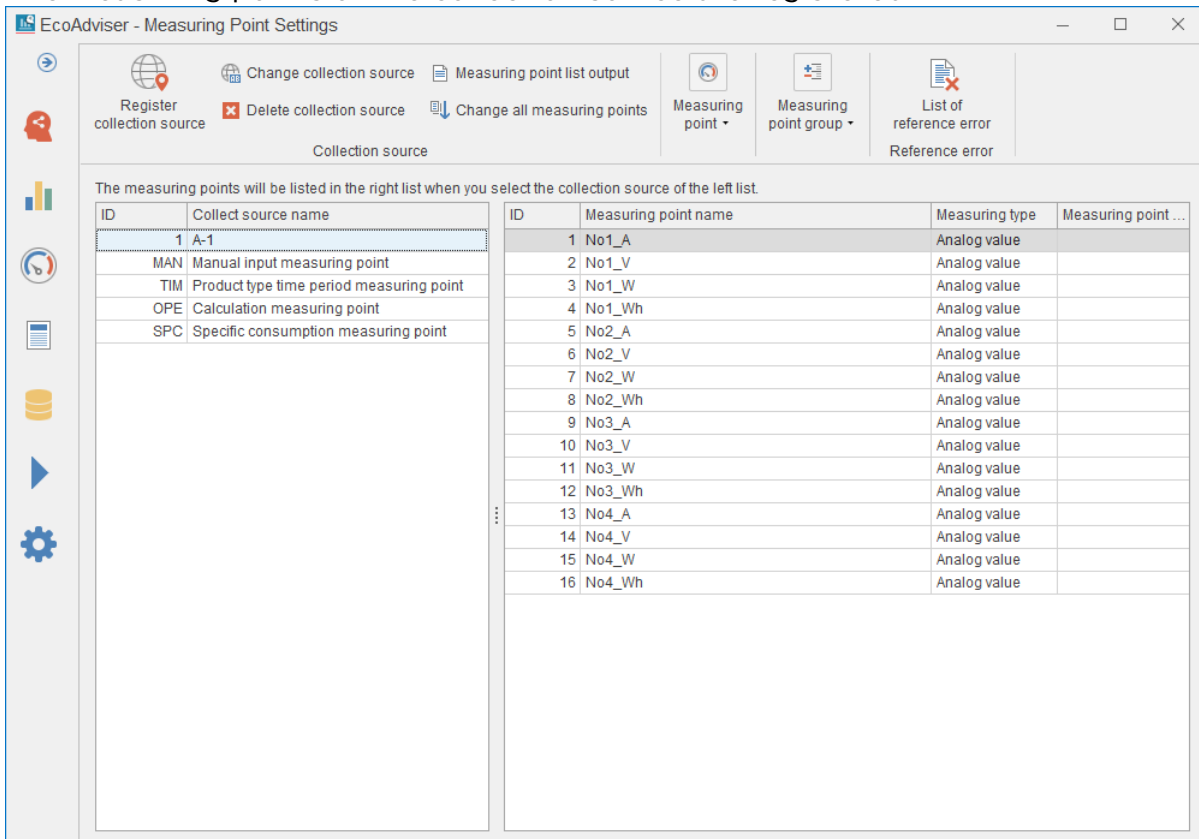 EcoAdviser - Measuring Point Settings
Register collection source
Change collection source
Delete collection source
Measuring point list output
Change all measuring points
Collection source
Measuring point
Measuring point group
List of reference error
Reference error
The measuring points will be listed in the right list when you select the collection source of the left list.
ID Collect source name
1 A-1
MAN Manual input measuring point
TIM Product type time period measuring point
OPE Calculation measuring point
SPC Specific consumption measuring point
ID Measuring point name Measuring type Measuring point ...
1 No1_A Analog value
2 No1_V Analog value
3 No1_W Analog value
4 No1_Wh Analog value
5 No2_A Analog value
6 No2_V Analog value
7 No2_W Analog value
8 No2_Wh Analog value
9 No3_A Analog value
10 No3_V Analog value
11 No3_W Analog value
12 No3_Wh Analog value
13 No4_A Analog value
14 No4_V Analog value
15 No4_W Analog value
16 No4_Wh Analog value